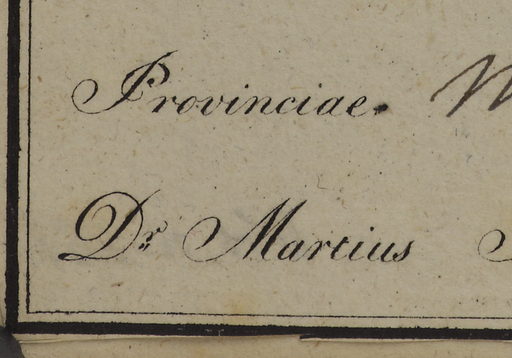 Provinciae.
Dr. Martius